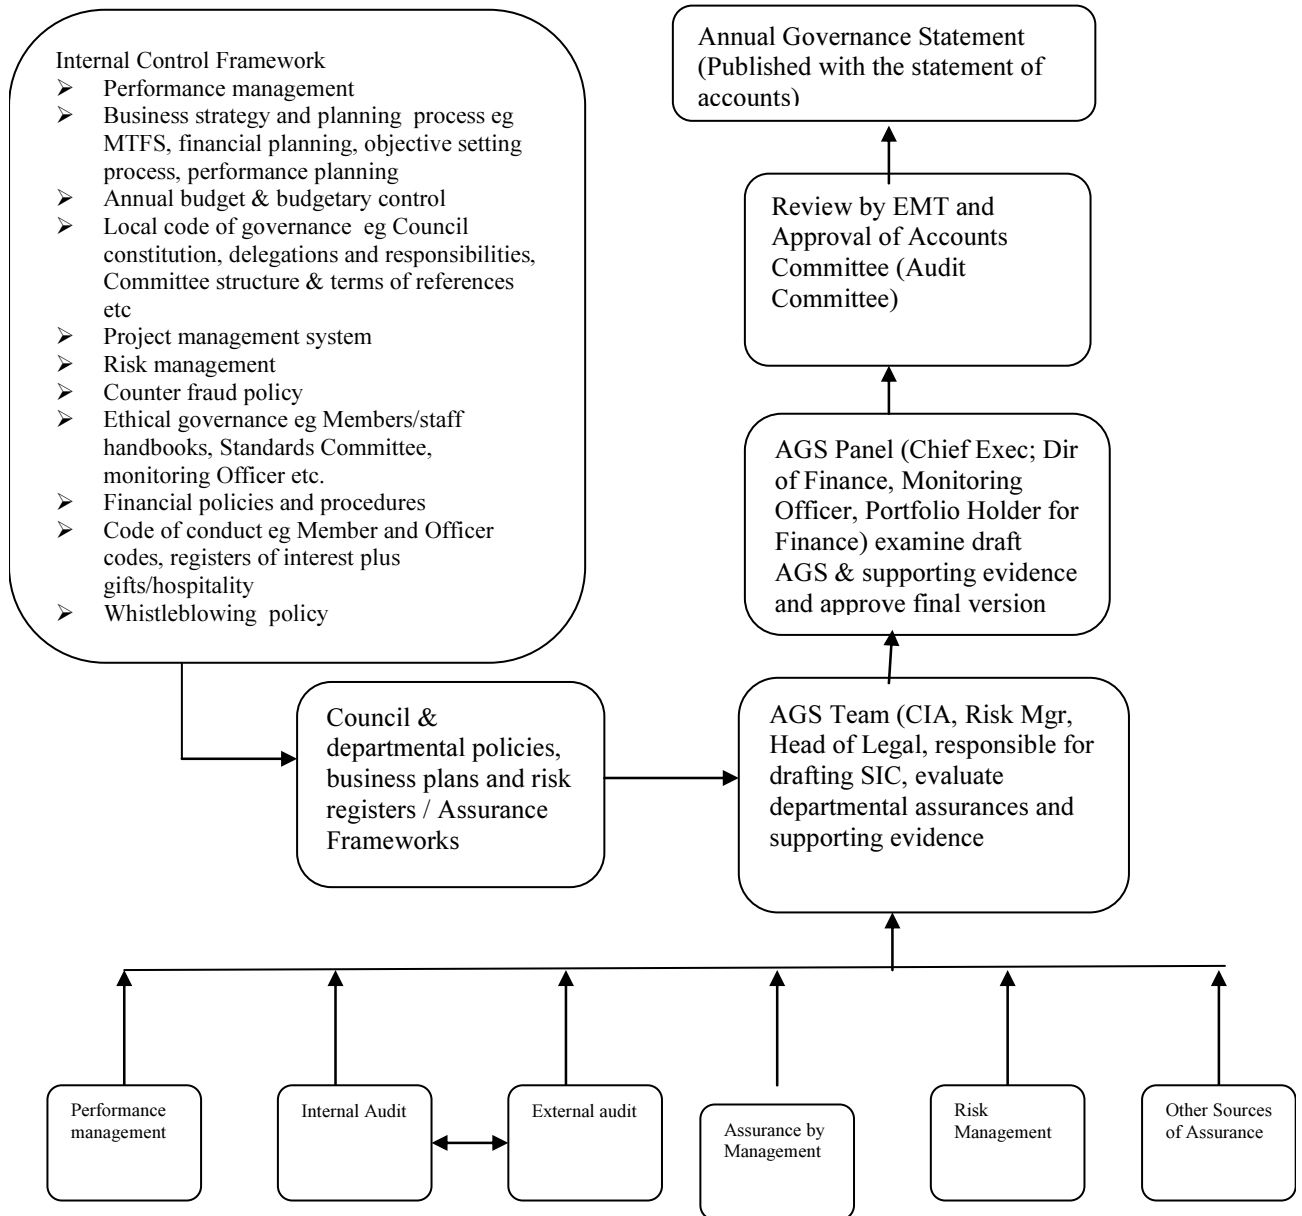 Internal Control Framework
➢ Performance management
➢ Business strategy and planning process eg
MTFS, financial planning, objective setting
process, performance planning
➢ Annual budget & budgetary control
➢ Local code of governance eg Council
constitution, delegations and responsibilities,
Committee structure & terms of references
etc
➢ Project management system
➢ Risk management
➢ Counter fraud policy
➢ Ethical governance eg Members/staff
handbooks, Standards Committee,
monitoring Officer etc.
➢ Financial policies and procedures
➢ Code of conduct eg Member and Officer
codes, registers of interest plus
gifts/hospitality
➢ Whistleblowing policy
Annual Governance Statement
(Published with the statement of
accounts)
Review by EMT and
Approval of Accounts
Committee (Audit
Committee)
AGS Panel (Chief Exec; Dir
of Finance, Monitoring
Officer, Portfolio Holder for
Finance) examine draft
AGS & supporting evidence
and approve final version
Council &
departmental policies,
business plans and risk
registers / Assurance
Frameworks
AGS Team (CIA, Risk Mgr,
Head of Legal, responsible for
drafting SIC, evaluate
departmental assurances and
supporting evidence
Performance
management
Internal Audit
External audit
Assurance by
Management
Risk
Management
Other Sources
of Assurance